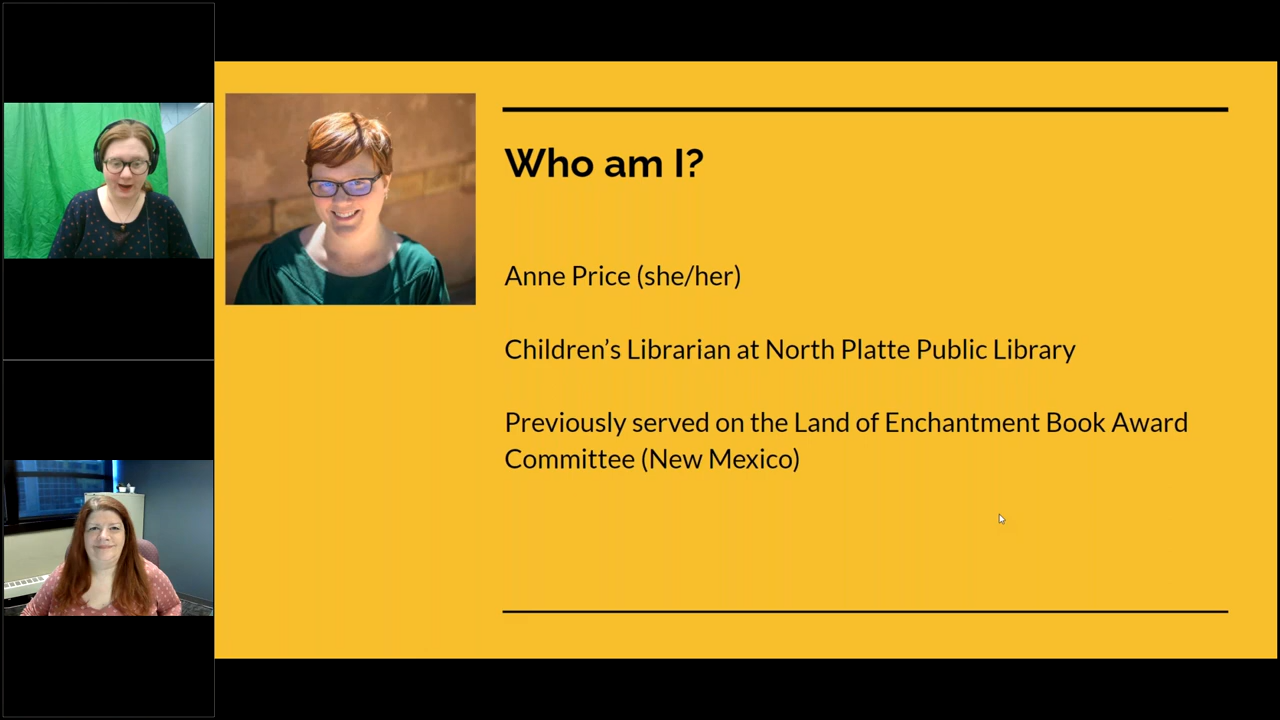 Who am I?
Anne Price (she/her)
Children’s Librarian at North Platte Public Library
Previously served on the Land of Enchantment Book Award
Committee (New Mexico)